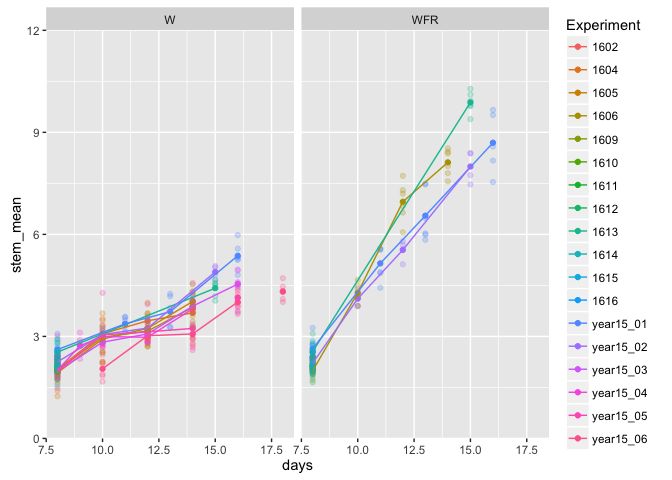 W
WFR
12
9
6
3
0
stem_mean
7.5
10.0
12.5
15.0
17.5
7.5
10.0
12.5
15.0
17.5
days
Experiment
1602
1604
1605
1606
1609
1610
1611
1612
1613
1614
1615
1616
year15_01
year15_02
year15_03
year15_04
year15_05
year15_06